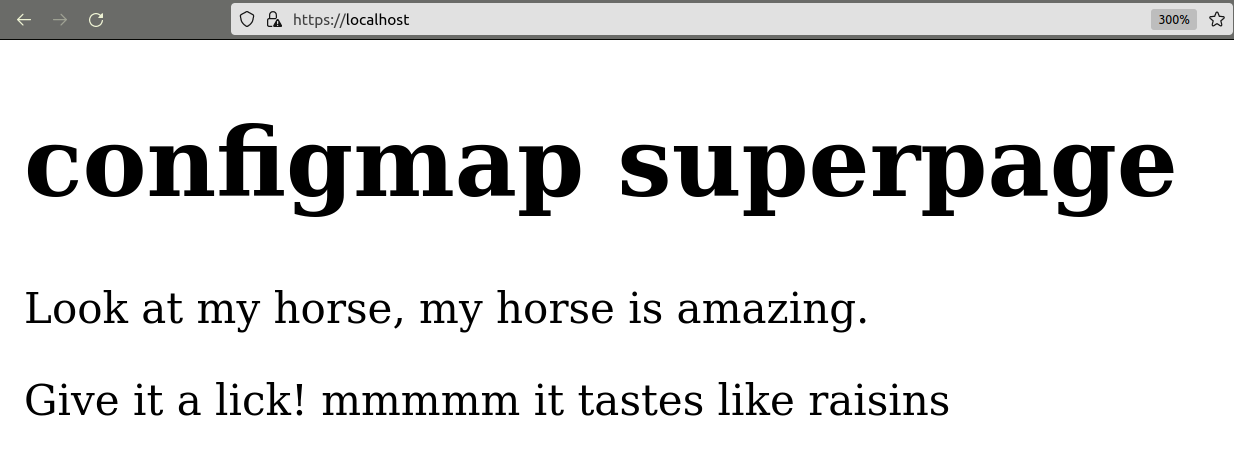 https://localhost
300%
configmap superpage
Look at my horse, my horse is amazing.
Give it a lick! mmmmm it tastes like raisins